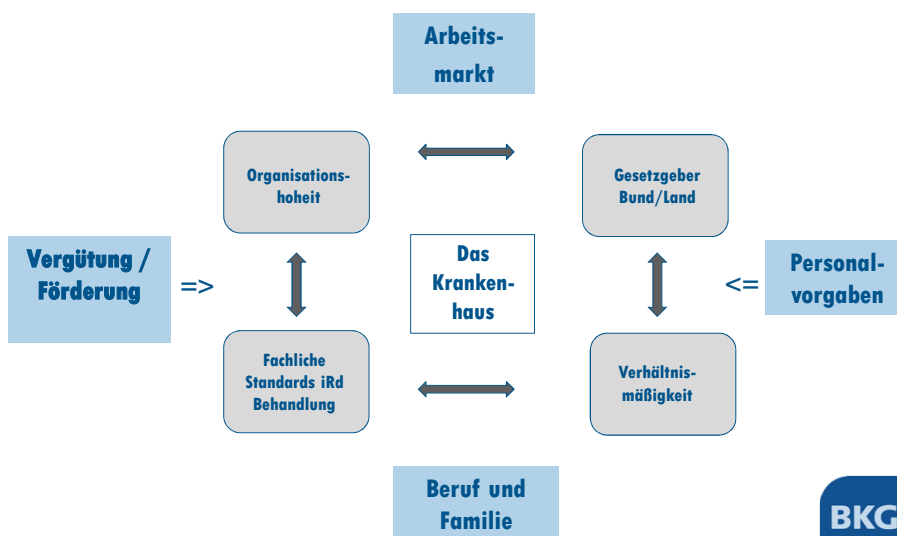 Arbeits-
markt
Organisations-
hoheit
Gesetzgeber
Bund/Land
Vergütung /
Förderung
=>
Das
Kranken-
haus
<=
Personal-
vorgaben
Fachliche
Standards iRd
Behandlung
Verhältnis-
mäßigkeit
Beruf und
Familie
BKG